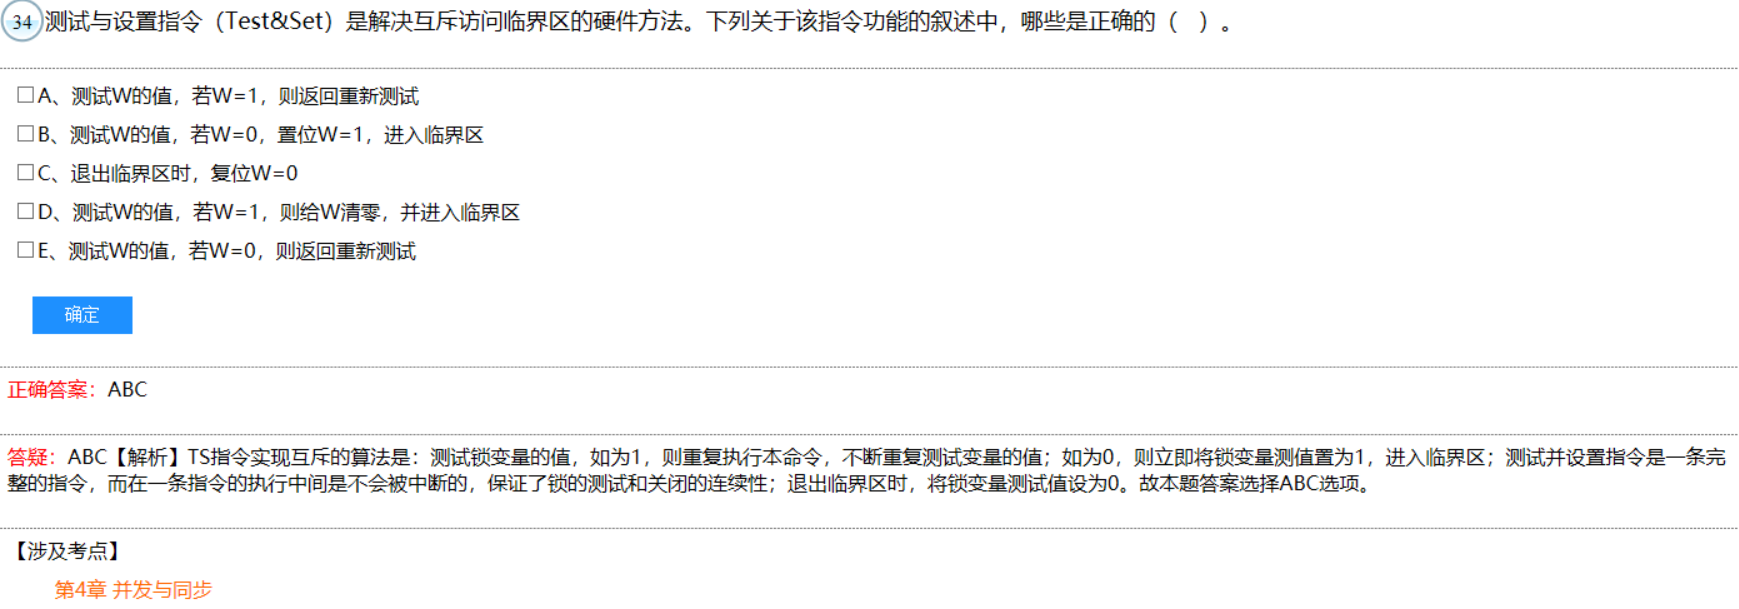 34 测试与设置指令（Test&Set）是解决互斥访问临界区的硬件方法。下列关于该指令功能的叙述中，哪些是正确的（　）。
A、测试W的值，若W=1，则返回重新测试
B、测试W的值，若W=0，置位W=1，进入临界区
C、退出临界区时，复位W=0
D、测试W的值，若W=1，则给W清零，并进入临界区
E、测试W的值，若W=0，则返回重新测试
确定
正确答案：ABC
答疑：ABC【解析】TS指令实现互斥的算法是：测试锁变量的值，如为1，则重复执行本命令，不断重复测试变量的值；如为0，则立即将锁变量测值置为1，进入临界区；测试并设置指令是一条完
整的指令，而在一条指令的执行中间是不会被中断的，保证了锁的测试和关闭的连续性；退出临界区时，将锁变量测试值设为0。故本题答案选择ABC选项。
【涉及考点】
第4章 并发与同步